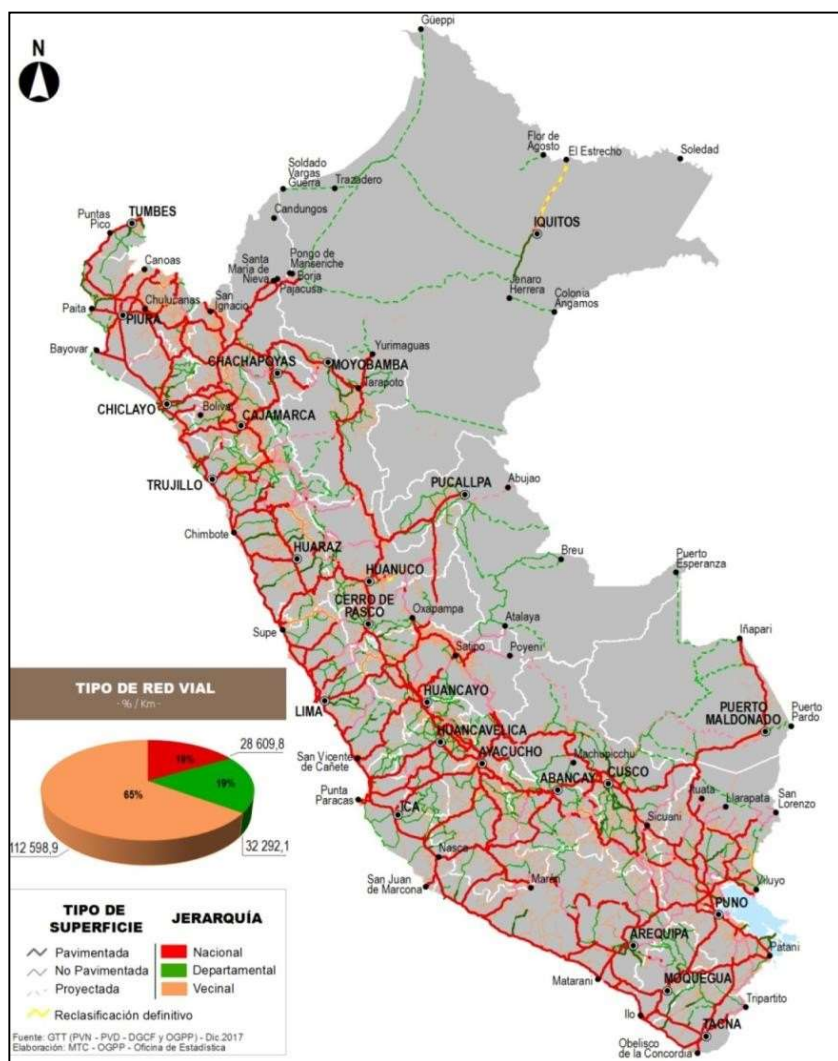 Güeppi
N
Flor de
Agosto
El Estrecho
Soledad
Soldado
Vargas
Guerra
Trazadero
IQUITOS
Candungos
TUMBES
Puntas
Pico
Canoas
Santa
María de
Nieva
Pongo de
Manseriche
Borja
Pajacusa
Jenaro
Herrera
Colonia
Angamos
Paita
Chulucanas
San
Ignacio
PIURA
Bayovar
CHACHAPOYAS
MOYOBAMBA
Yurimaguas
Tarapoto
CHICLAYO
Boliva
CAJAMARCA
TRUJILLO
PUCALLPA
Abujao
Chimbote
HUARAZ
HUANUCO
Breu
Puerto
Esperanza
CERRO DE
PASCO
Oxapampa
Atalaya
Supe
Satipo
Poyeni
Iñapari
TIPO DE RED VIAL
- % / Km -
LIMA
HUANCAYO
PUERTO
MALDONADO
Puerto
Pardo
HUANCAVELICA
18%
28 609,8
San Vicente
de Cañete
AYACUCHO
Machupicchu
CUSCO
ABANCAY
19%
65%
Punta
Paracas
ICA
Ituata
Llarapata
San
Lorenzo
Sicuani
112 598,9
32 292,1
Nasca
San Juan
de Marcona
Marén
Viluyo
PUNO
TIPO DE
SUPERFICIE
JERARQUÍA
Pavimentada
No Pavimentada
Proyectada
Nacional
Departamental
Vecinal
Reclasificación definitivo
AREQUIPA
Patani
Matarani
MOQUEGUA
Ilo
Tripartito
TACNA
Obelisco
de la Concordia
Fuente: GTT (PVN - PVD - DGCF y OGPP) - Dic.2017
Elaboración: MTC - OGPP - Oficina de Estadística